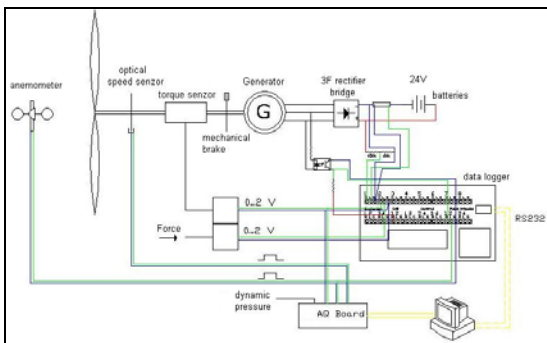 optical
speed senzor
anemometer
torque senzor
Generator
3F rectifier
bridge
24V
batteries
G
mechanical
brake
data logger
0..2 V
Force
0..2 V
RS232
dynamic
pressure
AQ Board